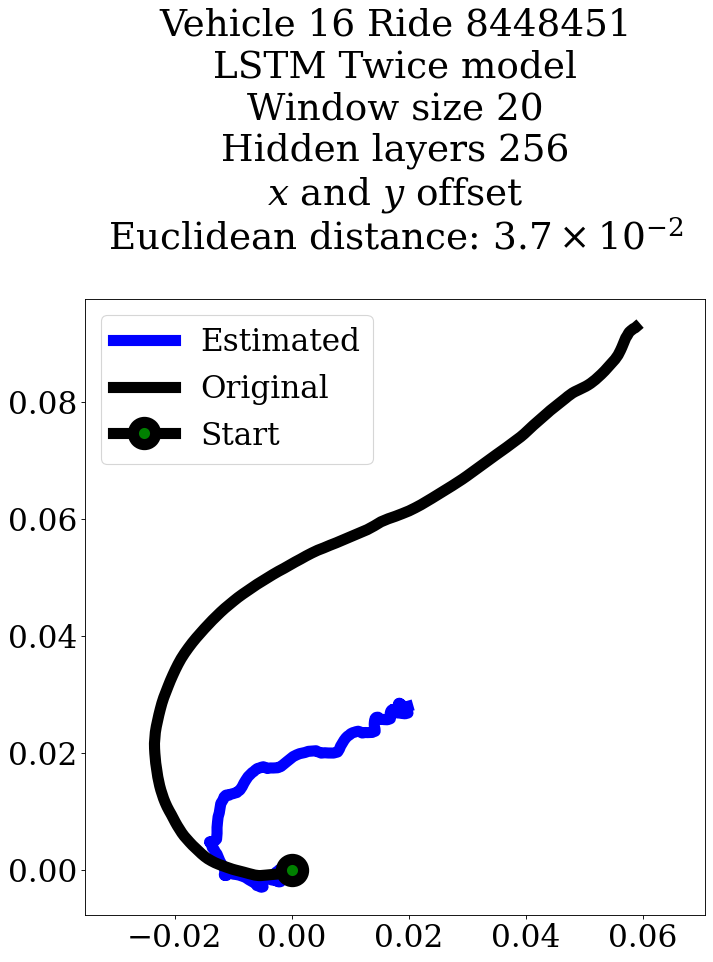 Vehicle 16 Ride 8448451
LSTM Twice model
Window size 20
Hidden layers 256
x and y offset
Euclidean distance: 3.7 × 10⁻²
Estimated
Original
Start
0.08
0.06
0.04
0.02
0.00
−0.02 0.00 0.02 0.04 0.06